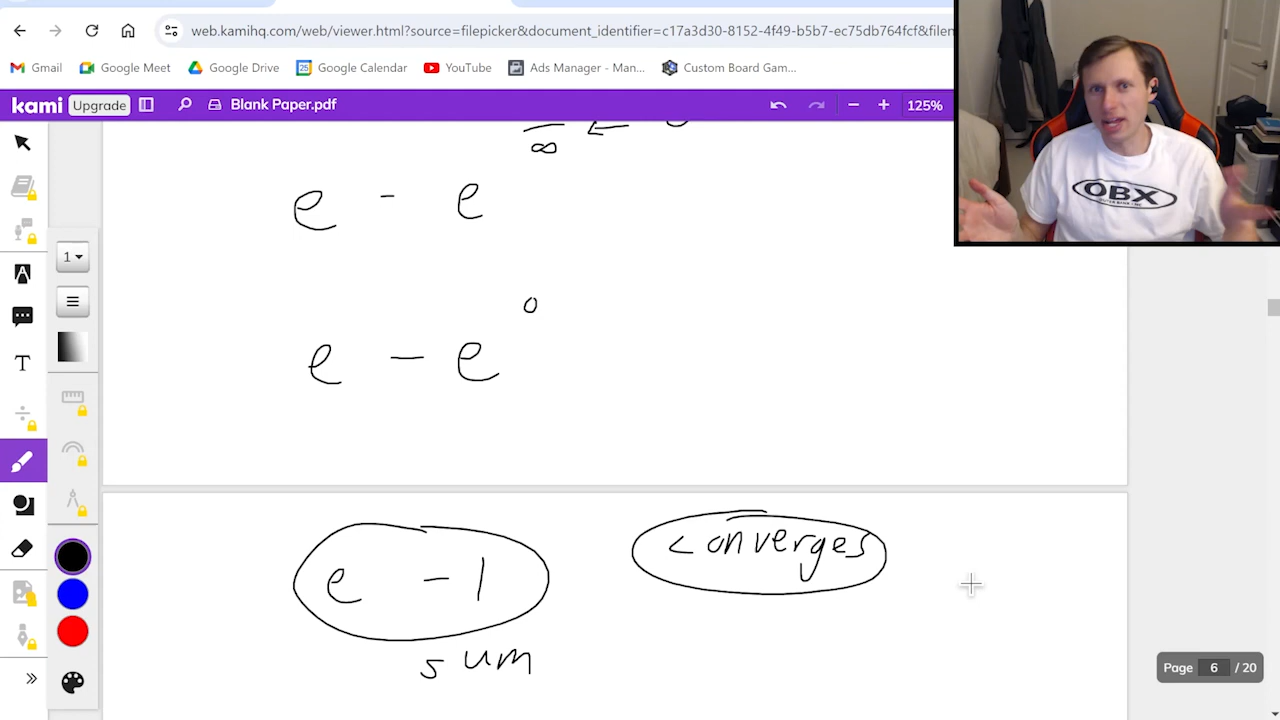 web.kamihq.com/web/viewer.html?source=filepicker&document_identifier=c17a3d30-8152-4f49-b5b7-ec75db764fcf&filen
Gmail Google Meet Google Drive 25 Google Calendar YouTube Ads Manager - Man... Custom Board Gam...
kami Upgrade Blank Paper.pdf 125%
OBX
∞ ←
e - e
1
0
e - e
T
e - 1 converges
sum
Page 6 / 20